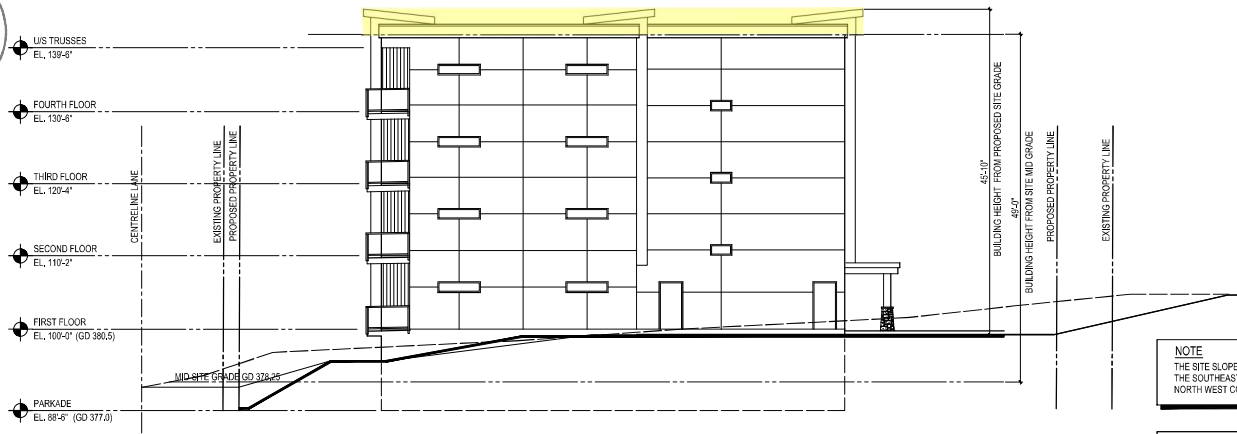 U/S TRUSSES
EL. 139'-6"
FOURTH FLOOR
EL. 130'-6"
THIRD FLOOR
EL. 120'-4"
SECOND FLOOR
EL. 110'-2"
FIRST FLOOR
EL. 100'-0" (GD 380.5)
PARKADE
EL. 88'-6" (GD 377.0)
CENTRELINE LANE
EXISTING PROPERTY LINE
PROPOSED PROPERTY LINE
MID SITE GRADE GD 378.25
45'-10"
BUILDING HEIGHT FROM PROPOSED SITE GRADE
49'-0"
BUILDING HEIGHT FROM SITE MID GRADE
PROPOSED PROPERTY LINE
EXISTING PROPERTY LINE
NOTE
THE SITE SLOPE
THE SOUTHEAST
NORTH WEST CO